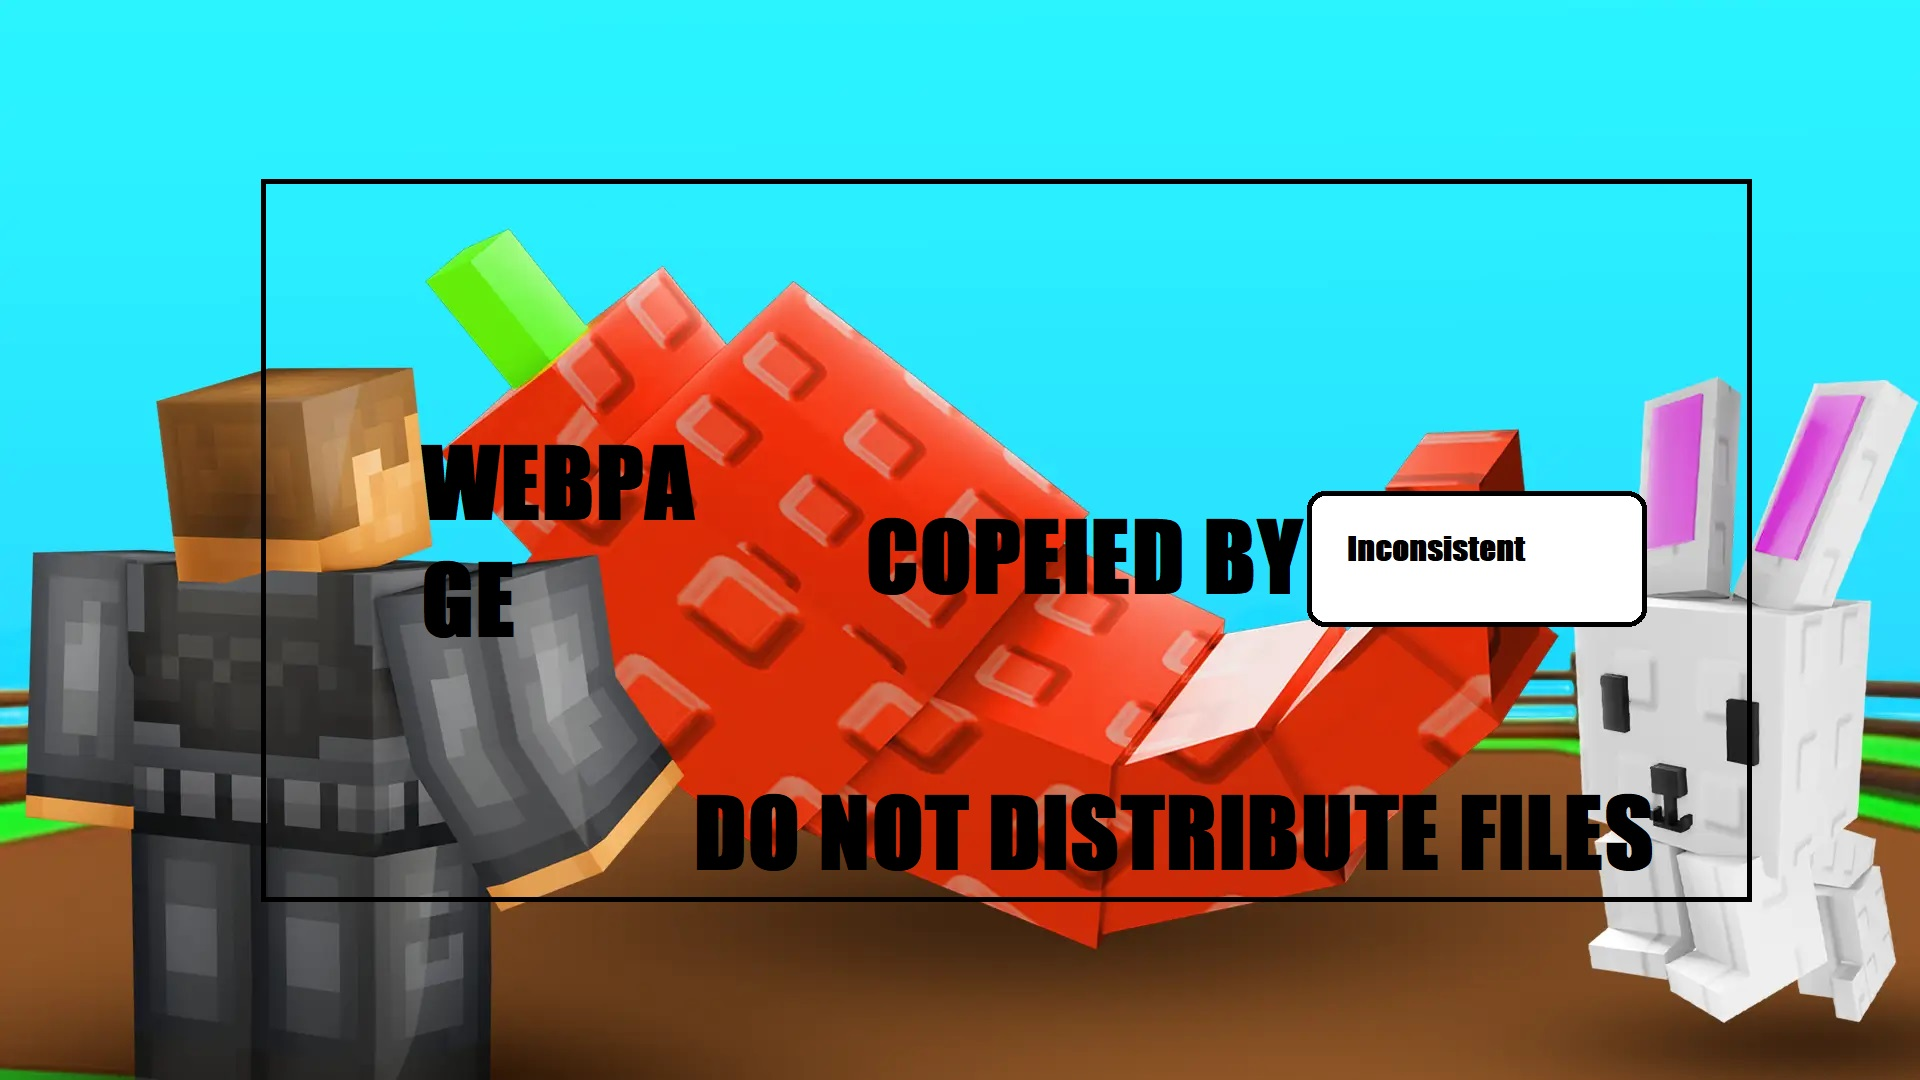 WEBPA
GE
COPEIED BY
Inconsistent
DO NOT DISTRIBUTE FILES